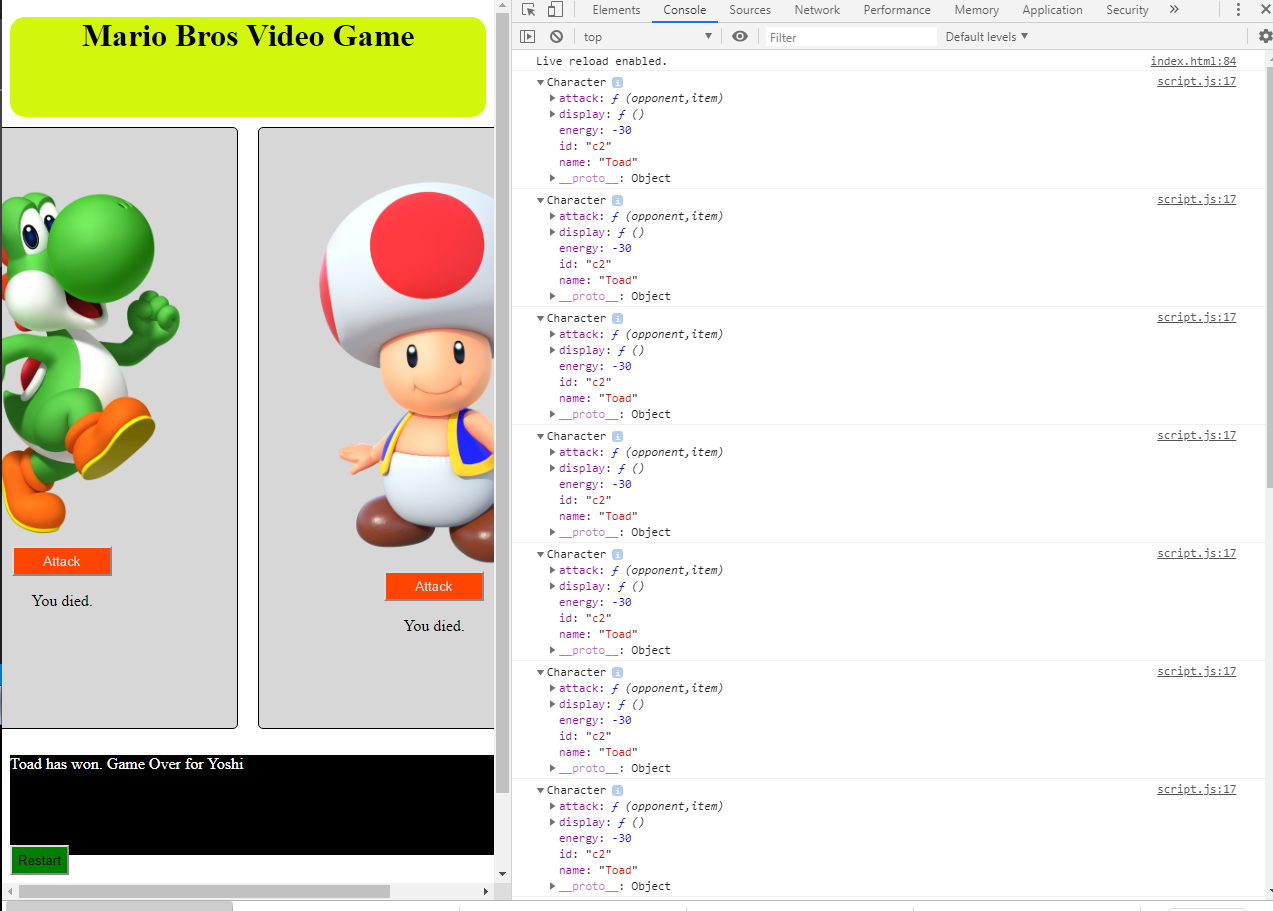 Mario Bros Video Game
Attack
You died.
Attack
You died.
Toad has won. Game Over for Yoshi
Restart
Elements Console Sources Network Performance Memory Application Security »
top Filter Default levels
Live reload enabled. index.html:84
Character i script.js:17
attack: ƒ (opponent,item)
display: ƒ ()
energy: -30
id: "c2"
name: "Toad"
__proto__: Object
Character i script.js:17
attack: ƒ (opponent,item)
display: ƒ ()
energy: -30
id: "c2"
name: "Toad"
__proto__: Object
Character i script.js:17
attack: ƒ (opponent,item)
display: ƒ ()
energy: -30
id: "c2"
name: "Toad"
__proto__: Object
Character i script.js:17
attack: ƒ (opponent,item)
display: ƒ ()
energy: -30
id: "c2"
name: "Toad"
__proto__: Object
Character i script.js:17
attack: ƒ (opponent,item)
display: ƒ ()
energy: -30
id: "c2"
name: "Toad"
__proto__: Object
Character i script.js:17
attack: ƒ (opponent,item)
display: ƒ ()
energy: -30
id: "c2"
name: "Toad"
__proto__: Object
Character i script.js:17
attack: ƒ (opponent,item)
display: ƒ ()
energy: -30
id: "c2"
name: "Toad"
__proto__: Object